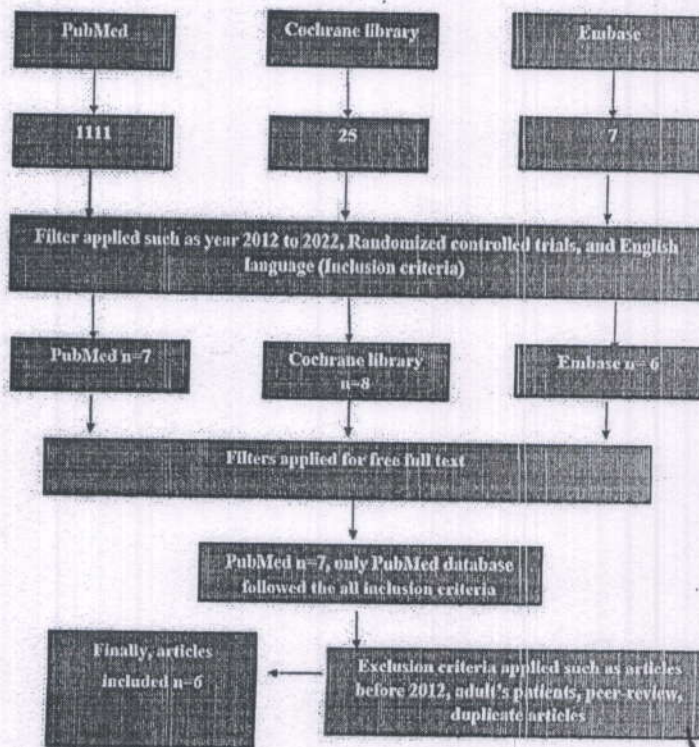 PubMed
Cochrane library
Embase
1111
25
7
Filter applied such as year 2012 to 2022, Randomized controlled trials, and English
language (Inclusion criteria)
PubMed n=7
Cochrane library
n=8
Embase n= 6
Filters applied for free full text
PubMed n=7, only PubMed database
followed the all inclusion criteria
Finally, articles
included n=6
Exclusion criteria applied such as articles
before 2012, adult's patients, peer-review,
duplicate articles